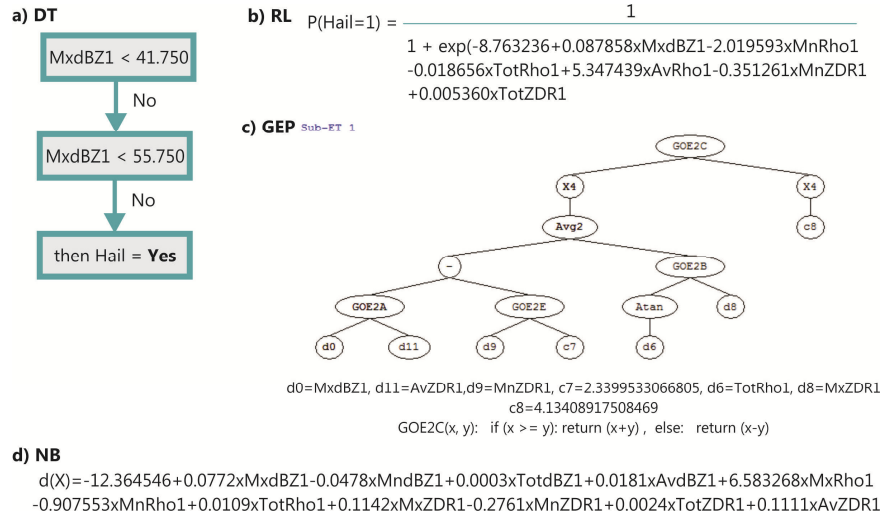 a) DT
MxdBZ1 < 41.750
No
MxdBZ1 < 55.750
No
then Hail = Yes
b) RL
P(Hail=1) =
1
1 + exp(-8.763236+0.087858xMxdBZ1-2.019593xMnRho1
-0.018656xTotRho1+5.347439xAvRho1-0.351261xMnZDR1
+0.005360xTotZDR1
c) GEP Sub-ET 1
GOE2C
X4 X4
Avg2 c8
- GOE2B
GOE2A GOE2E Atan d8
d0 d11 d9 c7 d6
d0=MxdBZ1, d11=AvZDR1,d9=MnZDR1, c7=2.3399533066805, d6=TotRho1, d8=MxZDR1
c8=4.13408917508469
GOE2C(x, y): if (x >= y): return (x+y) , else: return (x-y)
d) NB
d(X)=-12.364546+0.0772xMxdBZ1-0.0478xMndBZ1+0.0003xTotdBZ1+0.0181xAvdBZ1+6.583268xMxRho1
-0.907553xMnRho1+0.0109xTotRho1+0.1142xMxZDR1-0.2761xMnZDR1+0.0024xTotZDR1+0.1111xAvZDR1